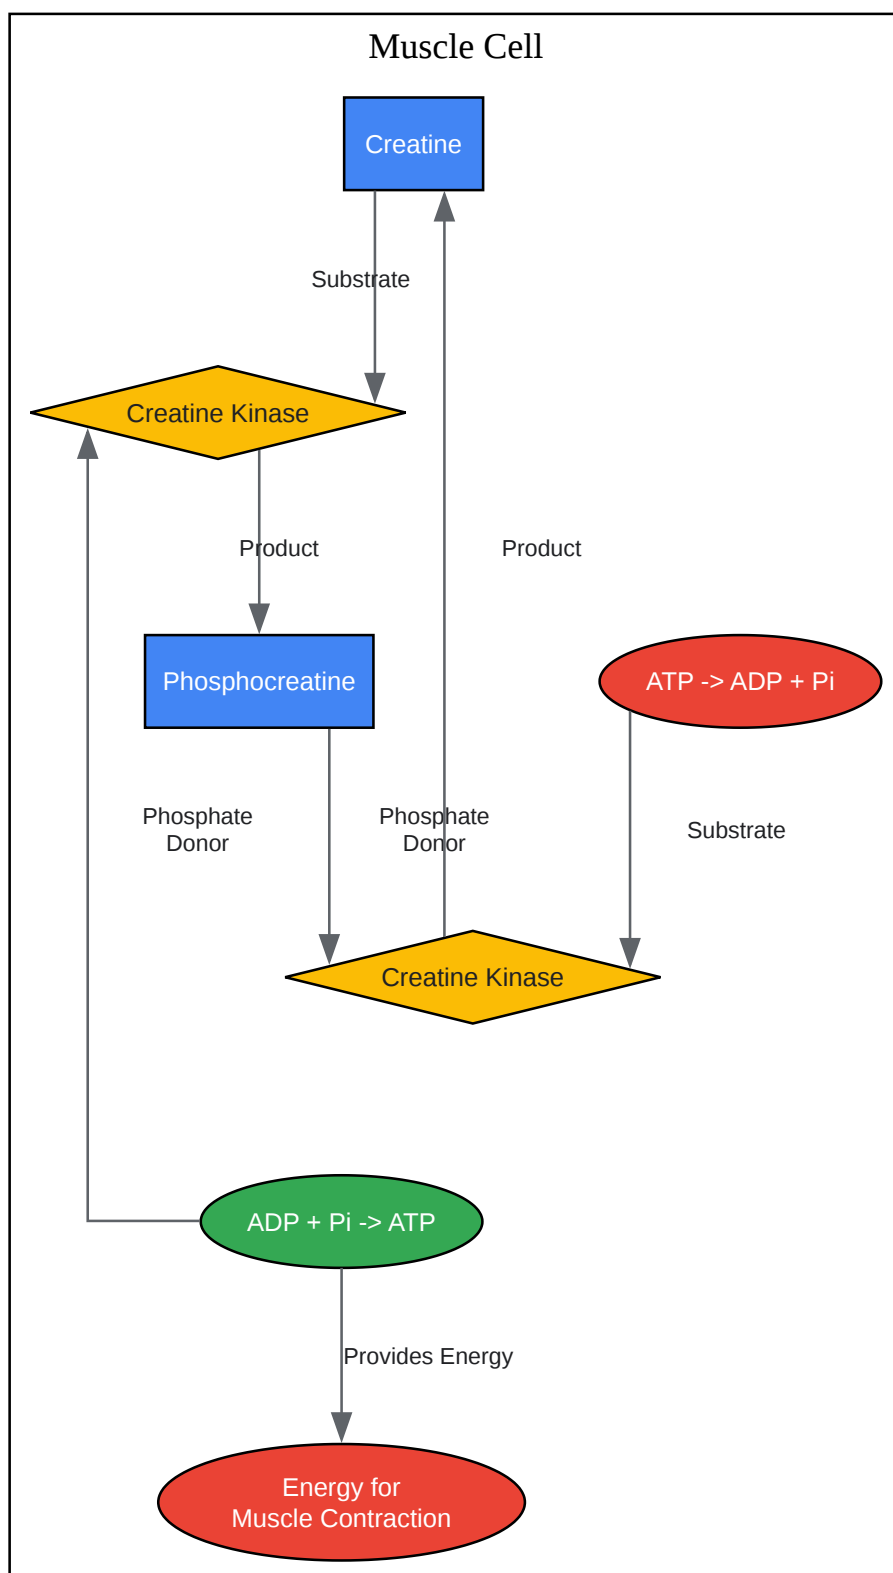 Muscle Cell
Creatine
Substrate
Creatine Kinase
Product
Product
Phosphocreatine
ATP -> ADP + Pi
Phosphate
Donor
Phosphate
Donor
Substrate
Creatine Kinase
ADP + Pi -> ATP
Provides Energy
Energy for
Muscle Contraction